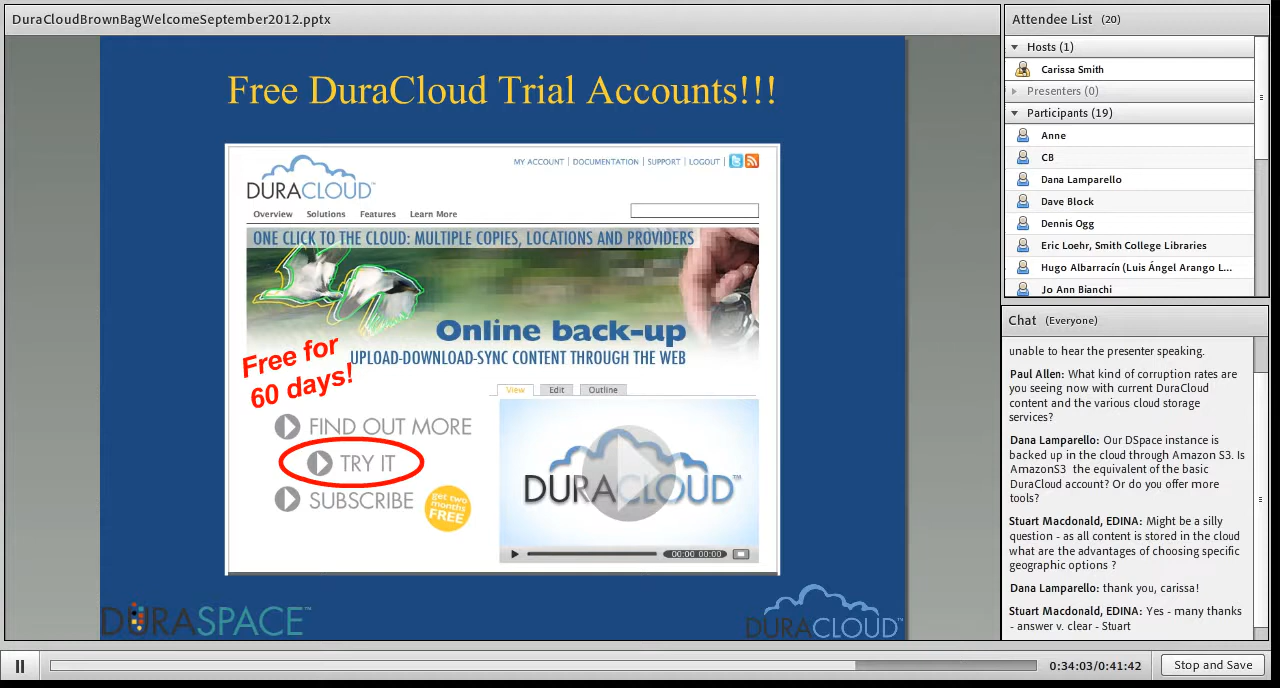 DuraCloudBrownBagWelcomeSeptember2012.pptx
Free DuraCloud Trial Accounts!!!
DURACLOUD™
MY ACCOUNT | DOCUMENTATION | SUPPORT | LOGOUT |
Overview Solutions Features Learn More
ONE CLICK TO THE CLOUD: MULTIPLE COPIES, LOCATIONS AND PROVIDERS
Online back-up
UPLOAD-DOWNLOAD-SYNC CONTENT THROUGH THE WEB
Free for
60 days!
FIND OUT MORE
TRY IT
SUBSCRIBE
get two
months
FREE
View Edit Outline
DURACLOUD™
00:00 00:00
DURASPACE™
DURACLOUD™
Attendee List (20)
Hosts (1)
Carissa Smith
Presenters (0)
Participants (19)
Anne
CB
Dana Lamparello
Dave Block
Dennis Ogg
Eric Loehr, Smith College Libraries
Hugo Albarracín (Luis Ángel Arango L...
Jo Ann Bianchi
Chat (Everyone)
unable to hear the presenter speaking.
Paul Allen: What kind of corruption rates are
you seeing now with current DuraCloud
content and the various cloud storage
services?
Dana Lamparello: Our DSpace instance is
backed up in the cloud through Amazon S3. Is
AmazonS3 the equivalent of the basic
DuraCloud account? Or do you offer more
tools?
Stuart Macdonald, EDINA: Might be a silly
question - as all content is stored in the cloud
what are the advantages of choosing specific
geographic options ?
Dana Lamparello: thank you, carissa!
Stuart Macdonald, EDINA: Yes - many thanks
- answer v. clear - Stuart
0:34:03/0:41:42
Stop and Save